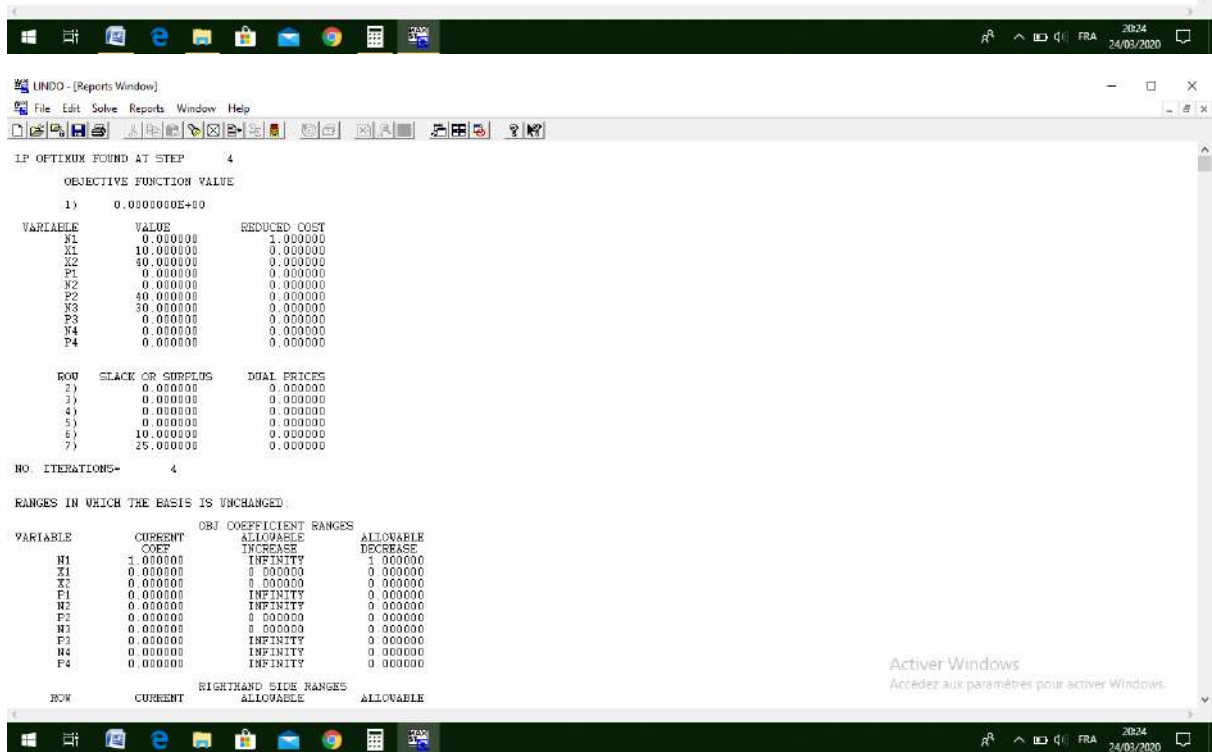 FRA 20:24
24/03/2020
LINDO - [Reports Window]
File Edit Solve Reports Window Help
LP OPTIMUM FOUND AT STEP 4
OBJECTIVE FUNCTION VALUE
1) 0.0000000E+00
VARIABLE VALUE REDUCED COST
N1 0.000000 1.000000
X1 10.000000 0.000000
X2 40.000000 0.000000
P1 0.000000 0.000000
N2 0.000000 0.000000
P2 40.000000 0.000000
N3 30.000000 0.000000
P3 0.000000 0.000000
N4 0.000000 0.000000
P4 0.000000 0.000000
ROW SLACK OR SURPLUS DUAL PRICES
2) 0.000000 0.000000
3) 0.000000 0.000000
4) 0.000000 0.000000
5) 0.000000 0.000000
6) 10.000000 0.000000
7) 25.000000 0.000000
NO. ITERATIONS= 4
RANGES IN WHICH THE BASIS IS UNCHANGED:
OBJ COEFFICIENT RANGES
VARIABLE CURRENT ALLOWABLE ALLOWABLE
COEF INCREASE DECREASE
N1 1.000000 INFINITY 1.000000
X1 0.000000 0.000000 0.000000
X2 0.000000 0.000000 0.000000
P1 0.000000 INFINITY 0.000000
N2 0.000000 INFINITY 0.000000
P2 0.000000 0.000000 0.000000
N3 0.000000 0.000000 0.000000
P3 0.000000 INFINITY 0.000000
N4 0.000000 INFINITY 0.000000
P4 0.000000 INFINITY 0.000000
RIGHTHAND SIDE RANGES
ROW CURRENT ALLOWABLE ALLOWABLE
Activer Windows
Accédez aux paramètres pour activer Windows.
FRA 20:24
24/03/2020